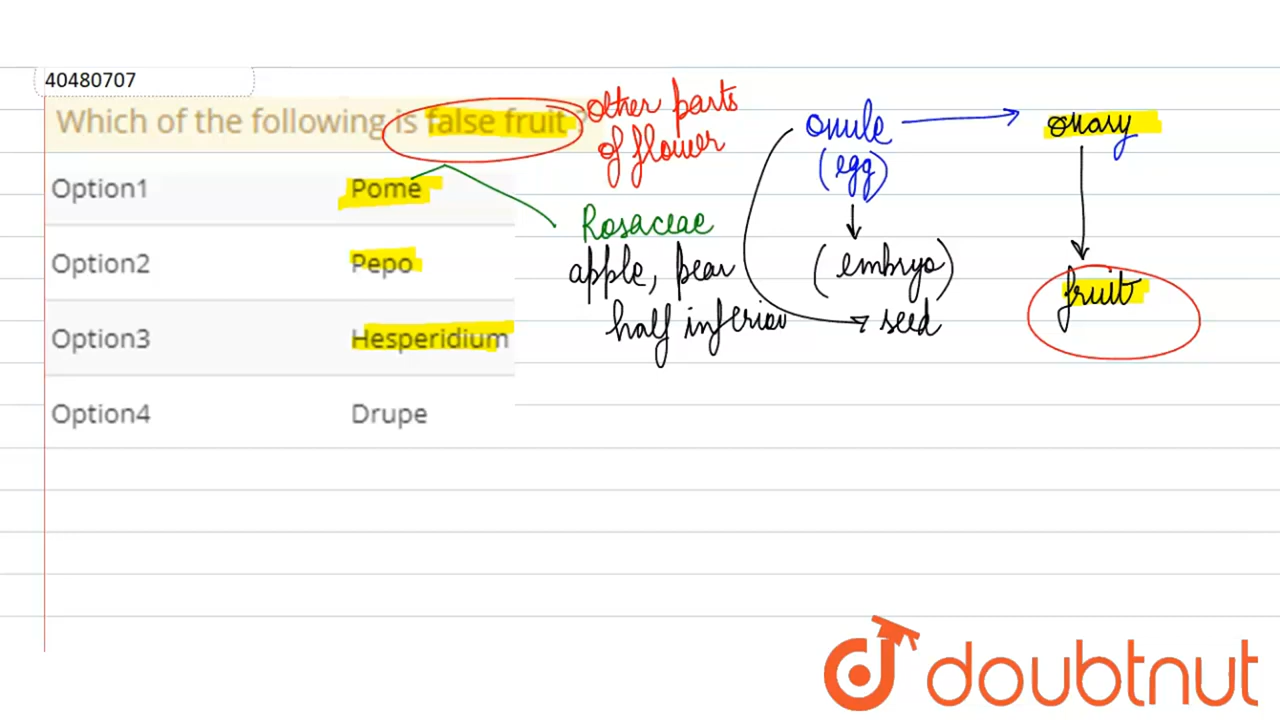 40480707
Which of the following is false fruit ?
Option1 Pome
Option2 Pepo
Option3 Hesperidium
Option4 Drupe
other parts
of flower
Rosaceae
apple, pear
half inferior
ovule
(egg)
(embryo)
seed
ovary
fruit
doubtnut